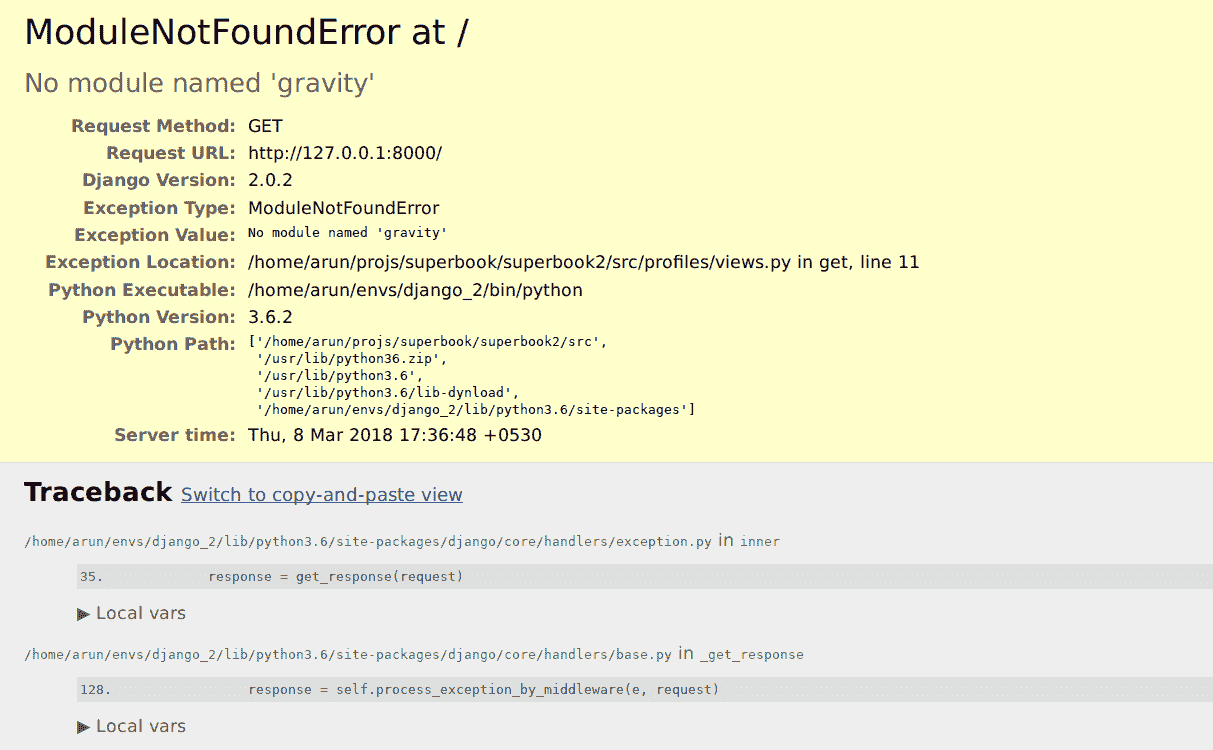 ModuleNotFoundError at /
No module named 'gravity'
Request Method: GET
Request URL: http://127.0.0.1:8000/
Django Version: 2.0.2
Exception Type: ModuleNotFoundError
Exception Value: No module named 'gravity'
Exception Location: /home/arun/projs/superbook/superbook2/src/profiles/views.py in get, line 11
Python Executable: /home/arun/envs/django_2/bin/python
Python Version: 3.6.2
Python Path: ['/home/arun/projs/superbook/superbook2/src',
'/usr/lib/python36.zip',
'/usr/lib/python3.6',
'/usr/lib/python3.6/lib-dynload',
'/home/arun/envs/django_2/lib/python3.6/site-packages']
Server time: Thu, 8 Mar 2018 17:36:48 +0530
Traceback Switch to copy-and-paste view
/home/arun/envs/django_2/lib/python3.6/site-packages/django/core/handlers/exception.py in inner
35. response = get_response(request)
▶ Local vars
/home/arun/envs/django_2/lib/python3.6/site-packages/django/core/handlers/base.py in _get_response
128. response = self.process_exception_by_middleware(e, request)
▶ Local vars